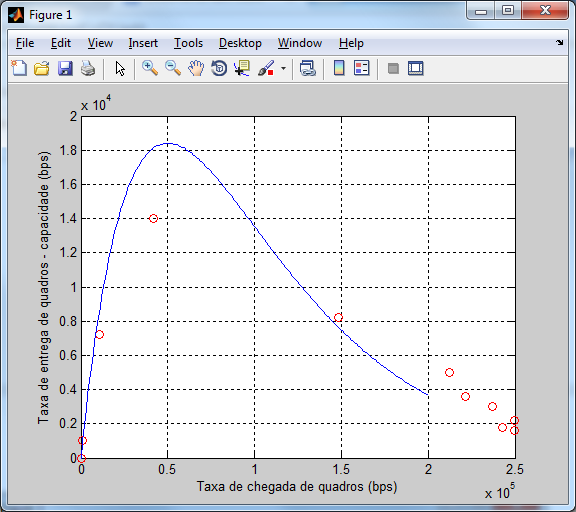 Figure 1
File Edit View Insert Tools Desktop Window Help
x 10^4
2
1.8
1.6
1.4
1.2
1
0.8
0.6
0.4
0.2
0
Taxa de entrega de quadros - capacidade (bps)
0 0.5 1 1.5 2 2.5
Taxa de chegada de quadros (bps)
x 10^5